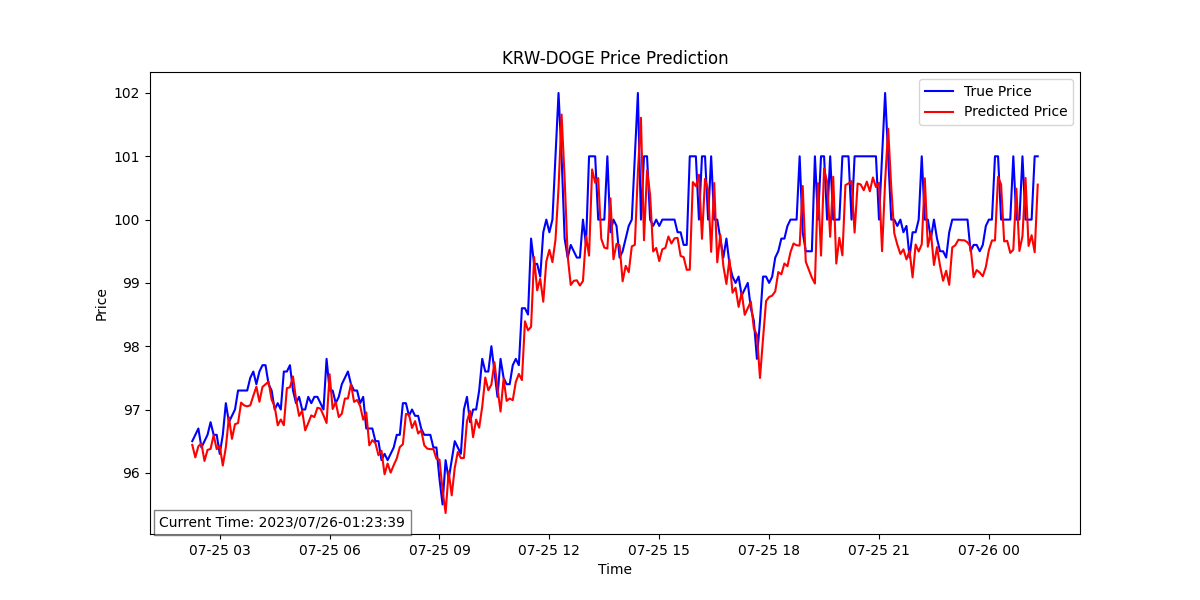 KRW-DOGE Price Prediction
True Price
Predicted Price
102
101
100
99
98
97
96
Price
Current Time: 2023/07/26-01:23:39
07-25 03
07-25 06
07-25 09
07-25 12
07-25 15
07-25 18
07-25 21
07-26 00
Time